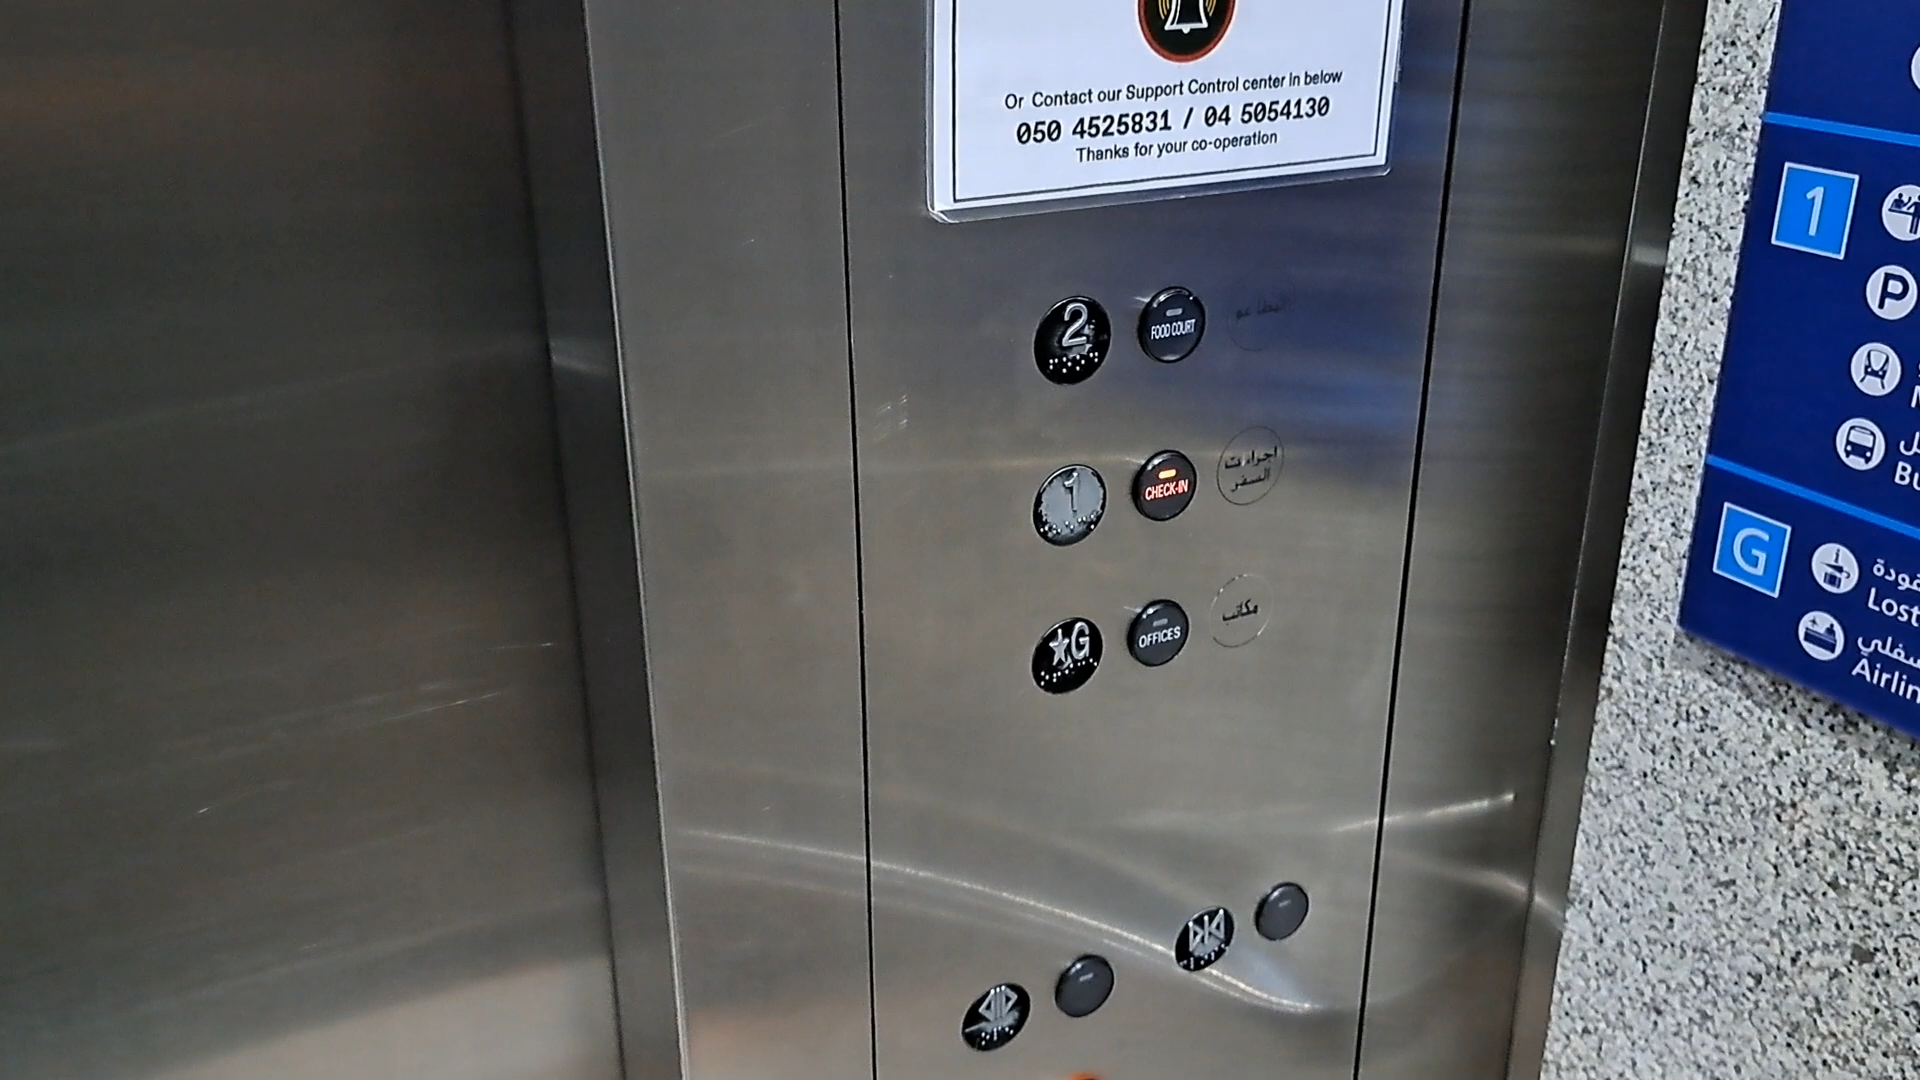 Or Contact our Support Control center in below
050 4525831 / 04 5054130
Thanks for your co-operation
2
FOOD COURT
1
CHECK-IN
اجراءات
السفر
★G
OFFICES
مكاتب
1
P
G
Lost